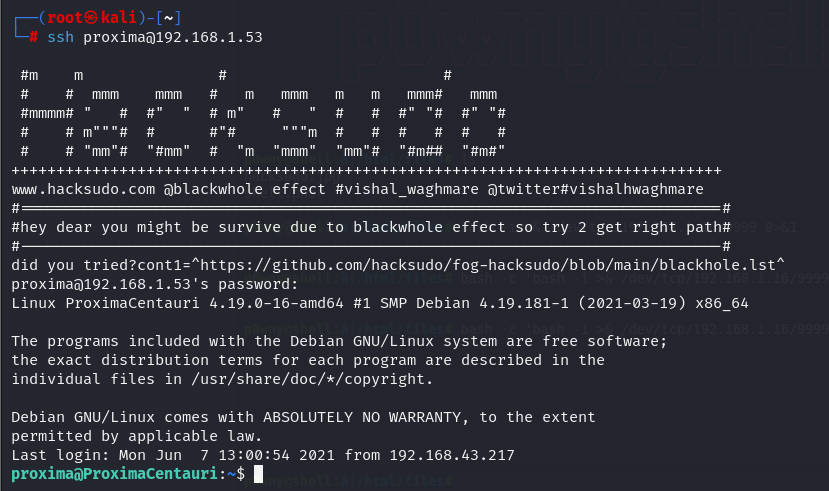 ┌──(root㉿kali)-[~]
└─# ssh proxima@192.168.1.53
 #m    m               #                         #
 #    #  mmm    mmm   #   m   mmm   m   m   mmm#   mmm
 #mmmm# "   #  #"  "  # m"   #   "  #   #  #" "#  #" "#
 #    # m"""#  #      #"#     """m  #   #  #   #  #   #
 #    # "mm"#  "#mm"  #  "m  "mmm"  "mm"#  "#m##  "#m#"
+++++++++++++++++++++++++++++++++++++++++++++++++++++++++++++++++++++++++++++++
www.hacksudo.com @blackwhole effect #vishal_waghmare @twitter#vishalhwaghmare
#==============================================================================#
#hey dear you might be survive due to blackwhole effect so try 2 get right path#
#------------------------------------------------------------------------------#
did you tried?cont1=^https://github.com/hacksudo/fog-hacksudo/blob/main/blackhole.lst^
proxima@192.168.1.53's password:
Linux ProximaCentauri 4.19.0-16-amd64 #1 SMP Debian 4.19.181-1 (2021-03-19) x86_64
The programs included with the Debian GNU/Linux system are free software;
the exact distribution terms for each program are described in the
individual files in /usr/share/doc/*/copyright.
Debian GNU/Linux comes with ABSOLUTELY NO WARRANTY, to the extent
permitted by applicable law.
Last login: Mon Jun  7 13:00:54 2021 from 192.168.43.217
proxima@ProximaCentauri:~$